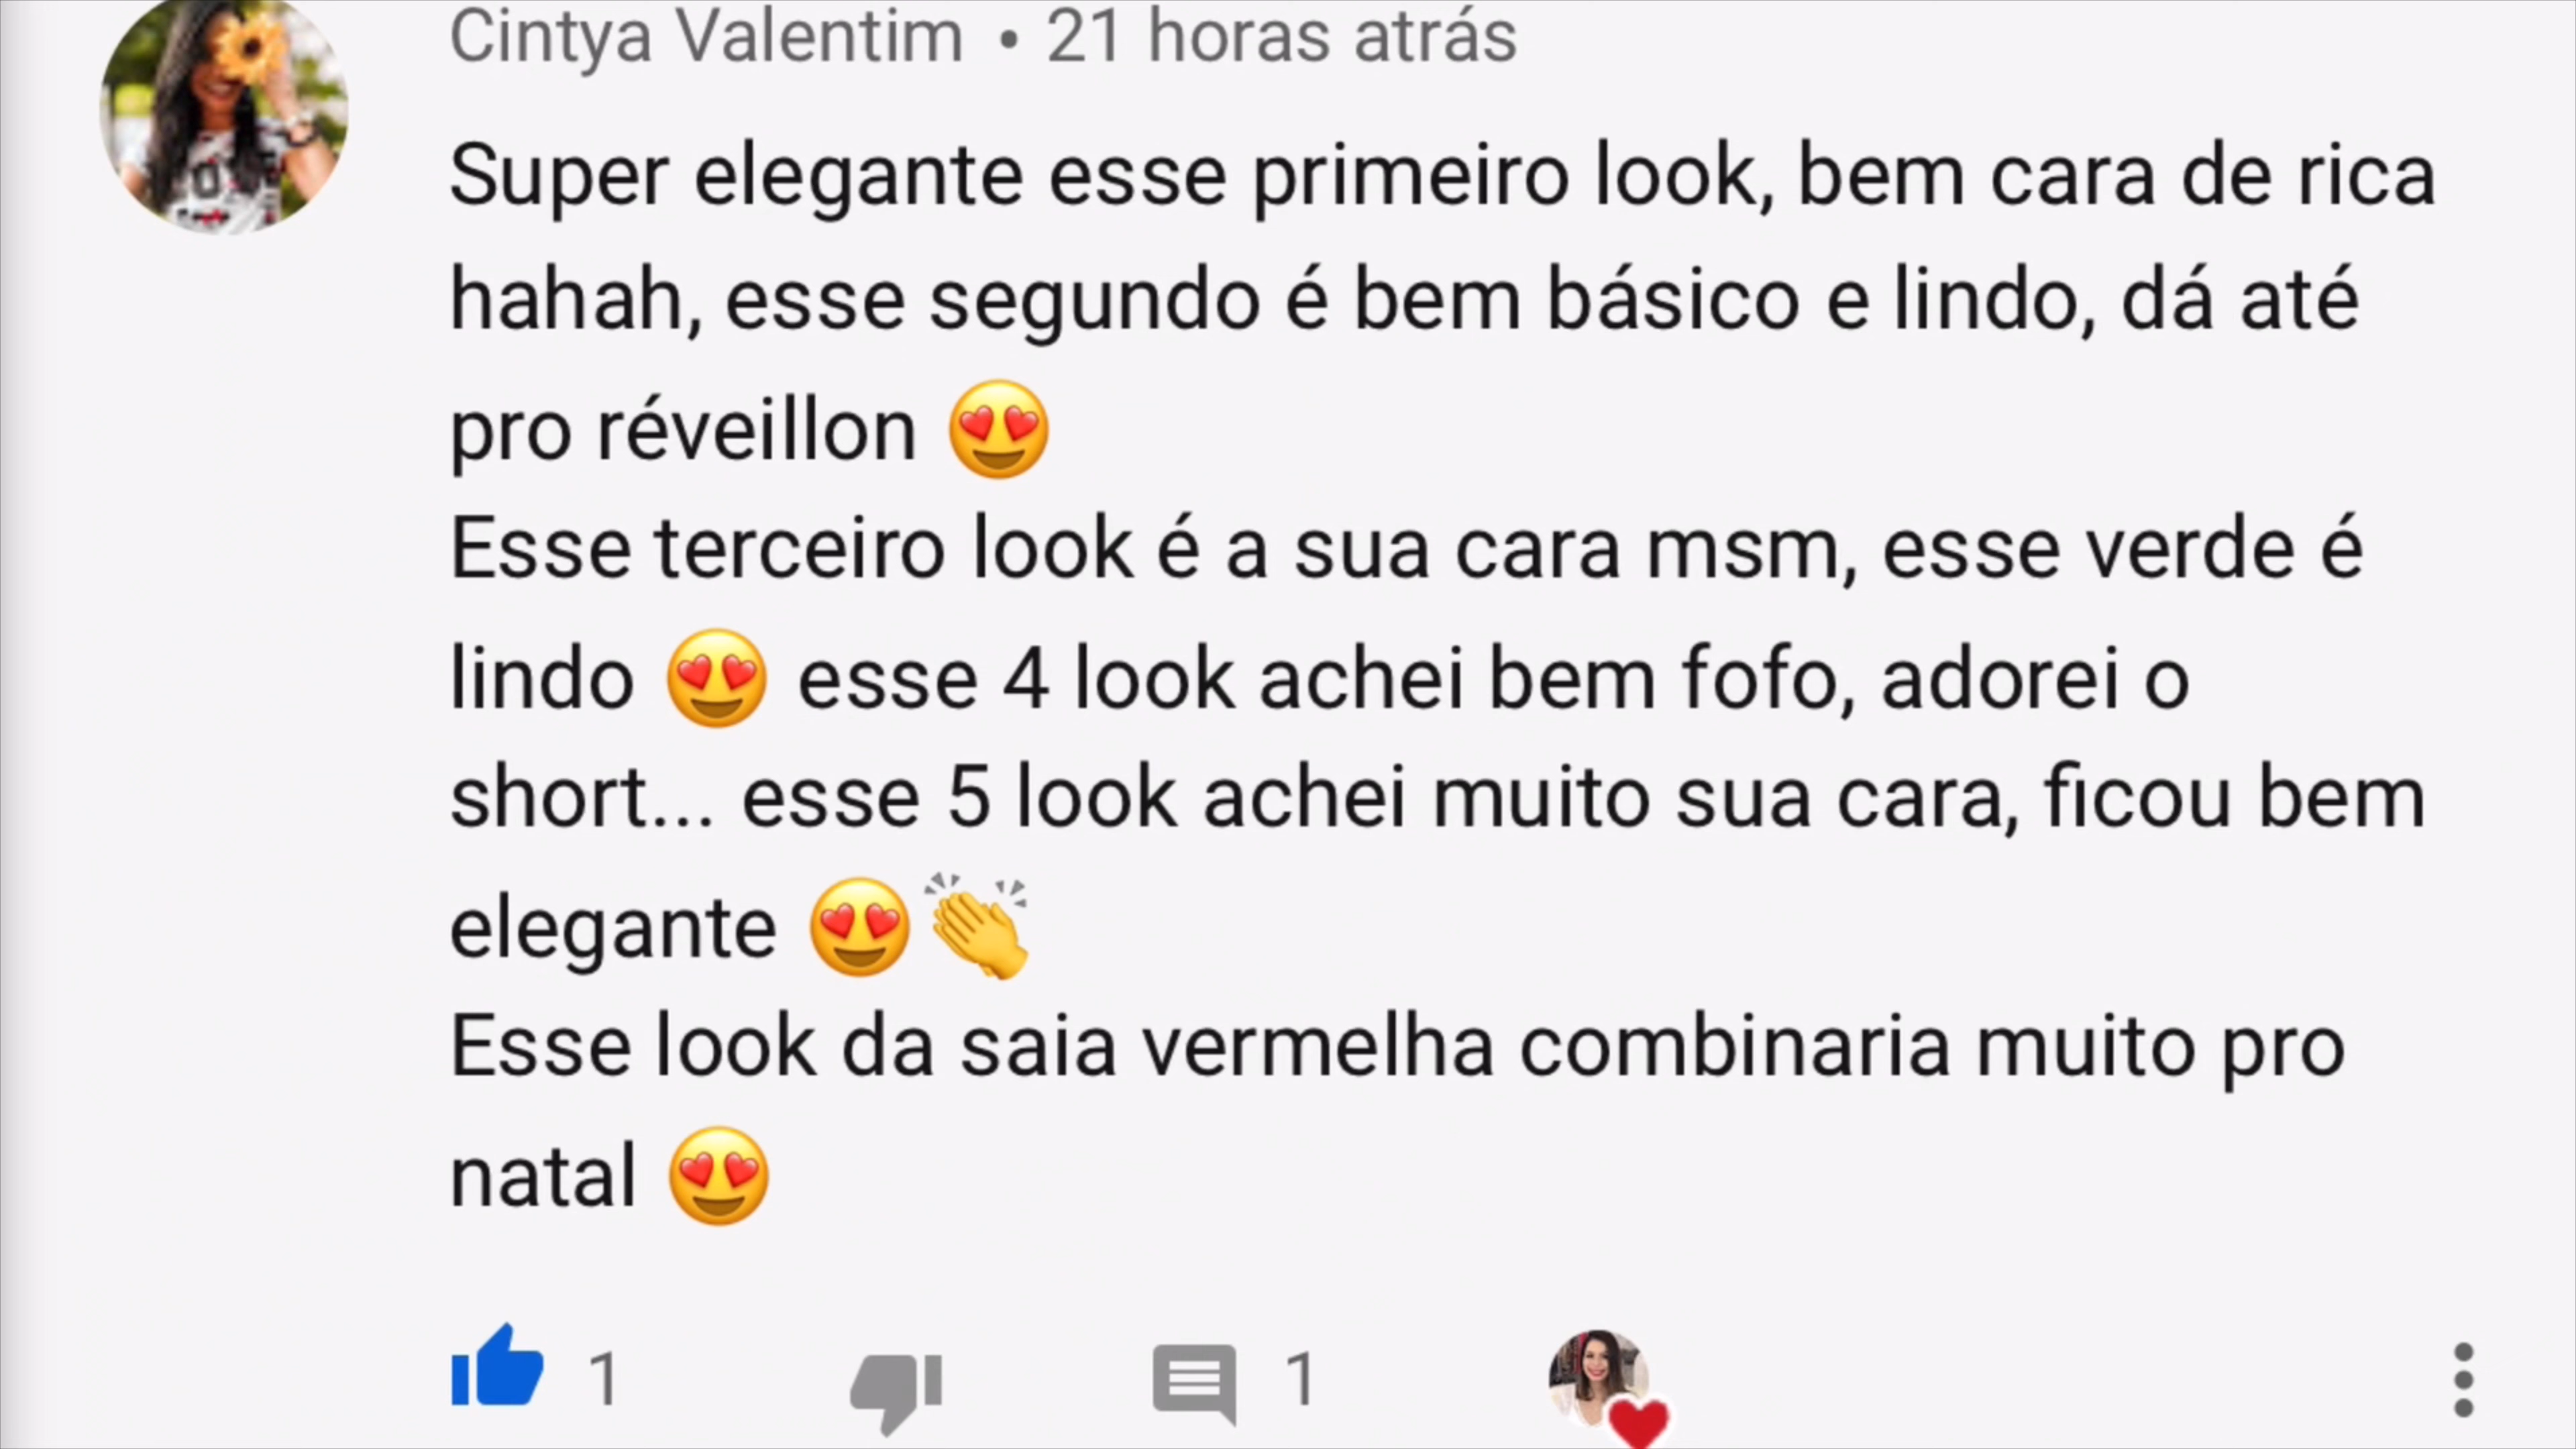 Cintya Valentim • 21 horas atrás
Super elegante esse primeiro look, bem cara de rica
hahah, esse segundo é bem básico e lindo, dá até
pro réveillon 😍
Esse terceiro look é a sua cara msm, esse verde é
lindo 😍 esse 4 look achei bem fofo, adorei o
short... esse 5 look achei muito sua cara, ficou bem
elegante 😍👏
Esse look da saia vermelha combinaria muito pro
natal 😍
1 1